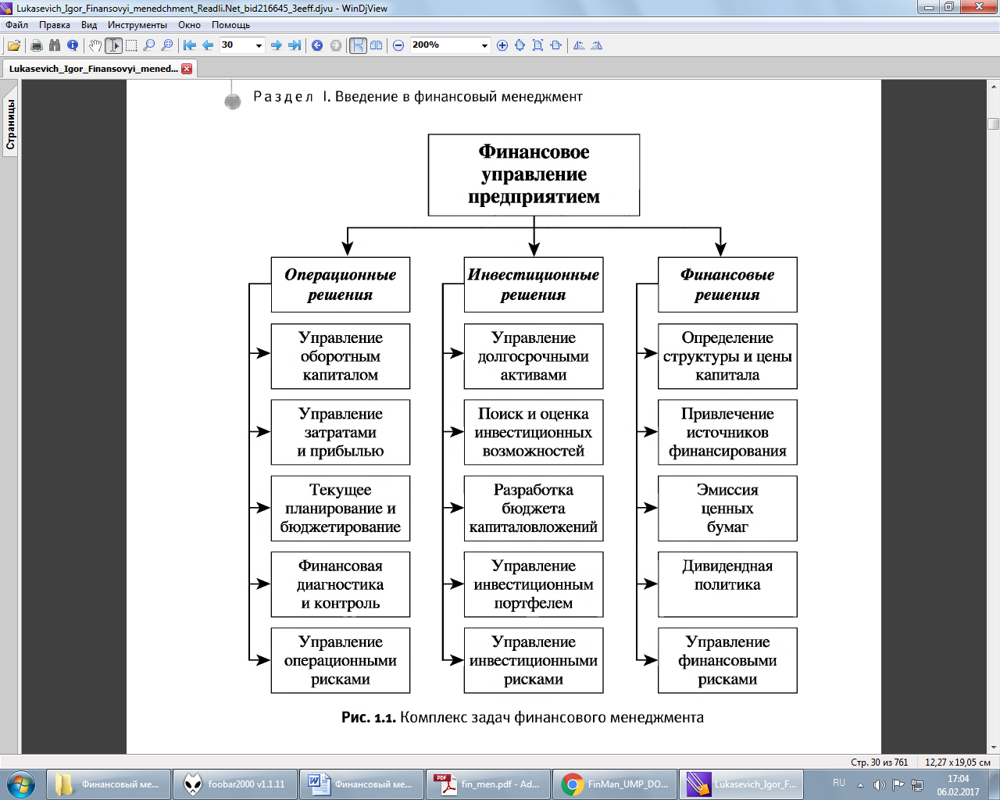 Lukasevich_Igor_Finansovyi_menedchment_Readli.Net_bid216645_3eeff.djvu - WinDjView
Файл Правка Вид Инструменты Окно Помощь
30 200%
Lukasevich_Igor_Finansovyi_mened...
Страницы
Раздел I. Введение в финансовый менеджмент
Финансовое
управление
предприятием
Операционные
решения
Управление
оборотным
капиталом
Управление
затратами
и прибылью
Текущее
планирование и
бюджетирование
Финансовая
диагностика
и контроль
Управление
операционными
рисками
Инвестиционные
решения
Управление
долгосрочными
активами
Поиск и оценка
инвестиционных
возможностей
Разработка
бюджета
капиталовложений
Управление
инвестиционным
портфелем
Управление
инвестиционными
рисками
Финансовые
решения
Определение
структуры и цены
капитала
Привлечение
источников
финансирования
Эмиссия
ценных
бумаг
Дивидендная
политика
Управление
финансовыми
рисками
Рис. 1.1. Комплекс задач финансового менеджмента
Стр. 30 из 761 12,27 x 19,05 см
Финансовый ме...
foobar2000 v1.1.11
Финансовый ме...
fin_men.pdf - Ad...
FinMan_UMP_DO...
Lukasevich_Igor_F...
RU
17:04
06.02.2017